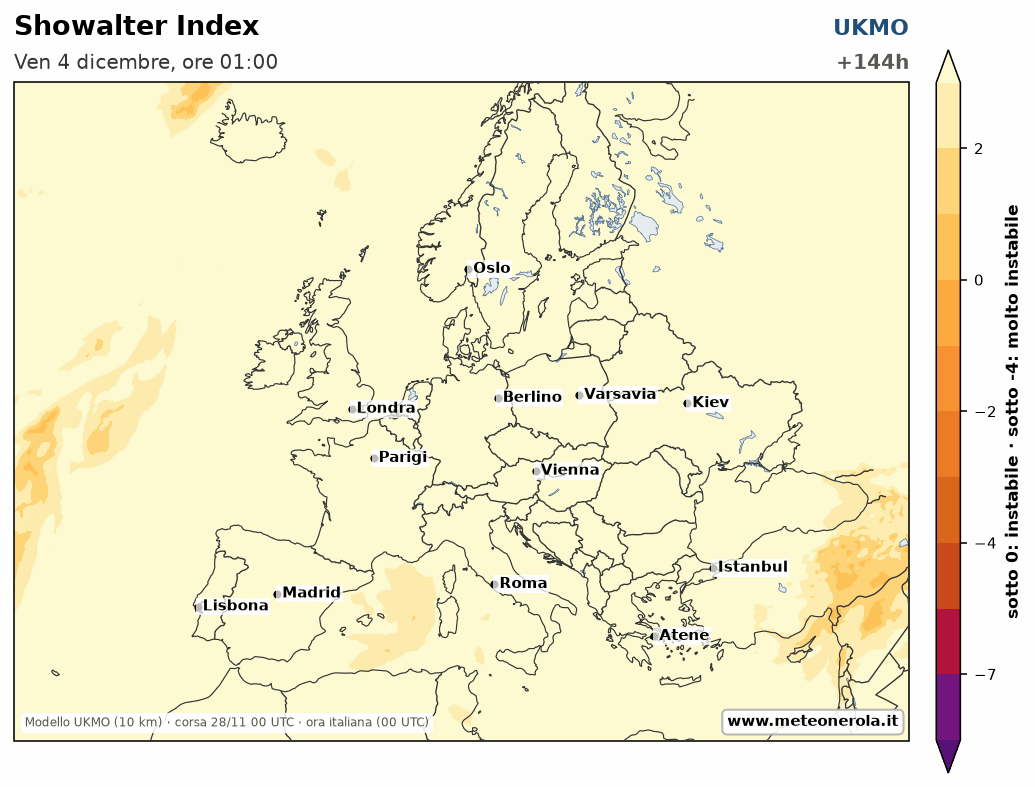 Showalter Index
UKMO
Ven 4 dicembre, ore 01:00
+144h
2
0
−2
−4
−7
sotto 0: instabile · sotto -4: molto instabile
Oslo
Londra
Berlino
Varsavia
Kiev
Parigi
Vienna
Istanbul
Roma
Madrid
Lisbona
Atene
Modello UKMO (10 km) · corsa 28/11 00 UTC · ora italiana (00 UTC)
www.meteonerola.it